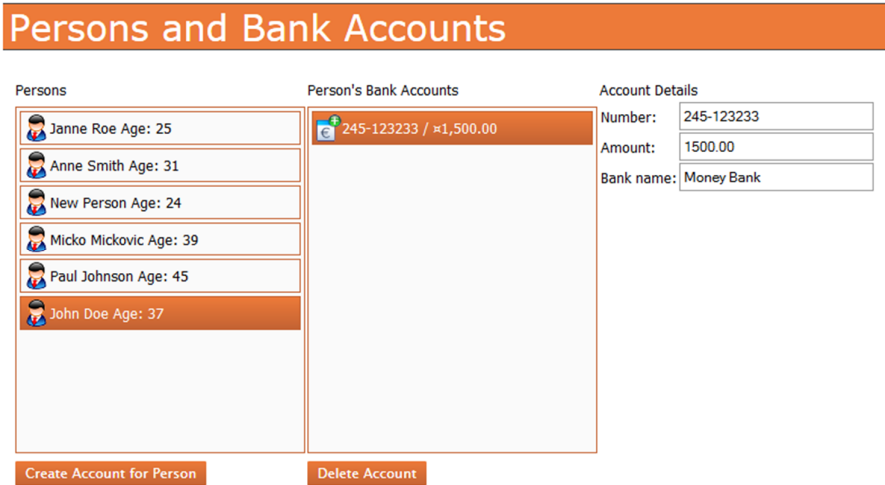 Persons and Bank Accounts
Persons
Janne Roe Age: 25
Anne Smith Age: 31
New Person Age: 24
Micko Mickovic Age: 39
Paul Johnson Age: 45
John Doe Age: 37
Create Account for Person
Person's Bank Accounts
245-123233 / ¤1,500.00
Delete Account
Account Details
Number: 245-123233
Amount: 1500.00
Bank name: Money Bank